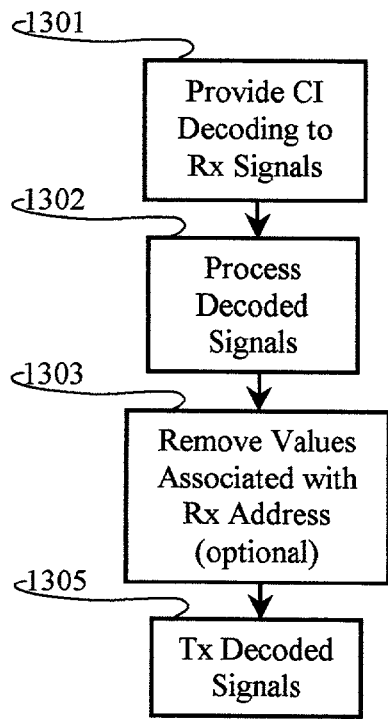 1301
Provide CI
Decoding to
Rx Signals
1302
Process
Decoded
Signals
1303
Remove Values
Associated with
Rx Address
(optional)
1305
Tx Decoded
Signals